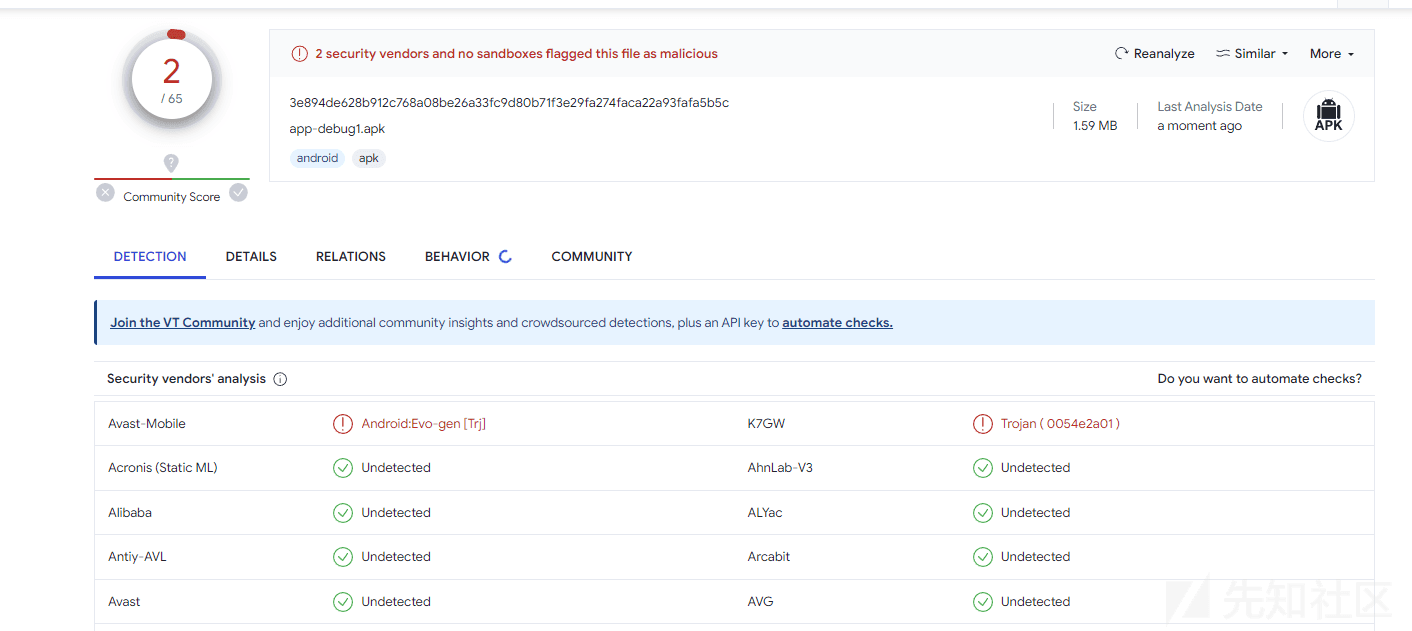 2
/ 65
?
Community Score
2 security vendors and no sandboxes flagged this file as malicious
Reanalyze Similar More
3e894de628b912c768a08be26a33fc9d80b71f3e29fa274faca22a93fafa5b5c
app-debug1.apk
android apk
Size
1.59 MB
Last Analysis Date
a moment ago
APK
DETECTION DETAILS RELATIONS BEHAVIOR COMMUNITY
Join the VT Community and enjoy additional community insights and crowdsourced detections, plus an API key to automate checks.
Security vendors' analysis Do you want to automate checks?
Avast-Mobile Android:Evo-gen [Trj] K7GW Trojan ( 0054e2a01 )
Acronis (Static ML) Undetected AhnLab-V3 Undetected
Alibaba Undetected ALYac Undetected
Antiy-AVL Undetected Arcabit Undetected
Avast Undetected AVG Undetected
先知社区